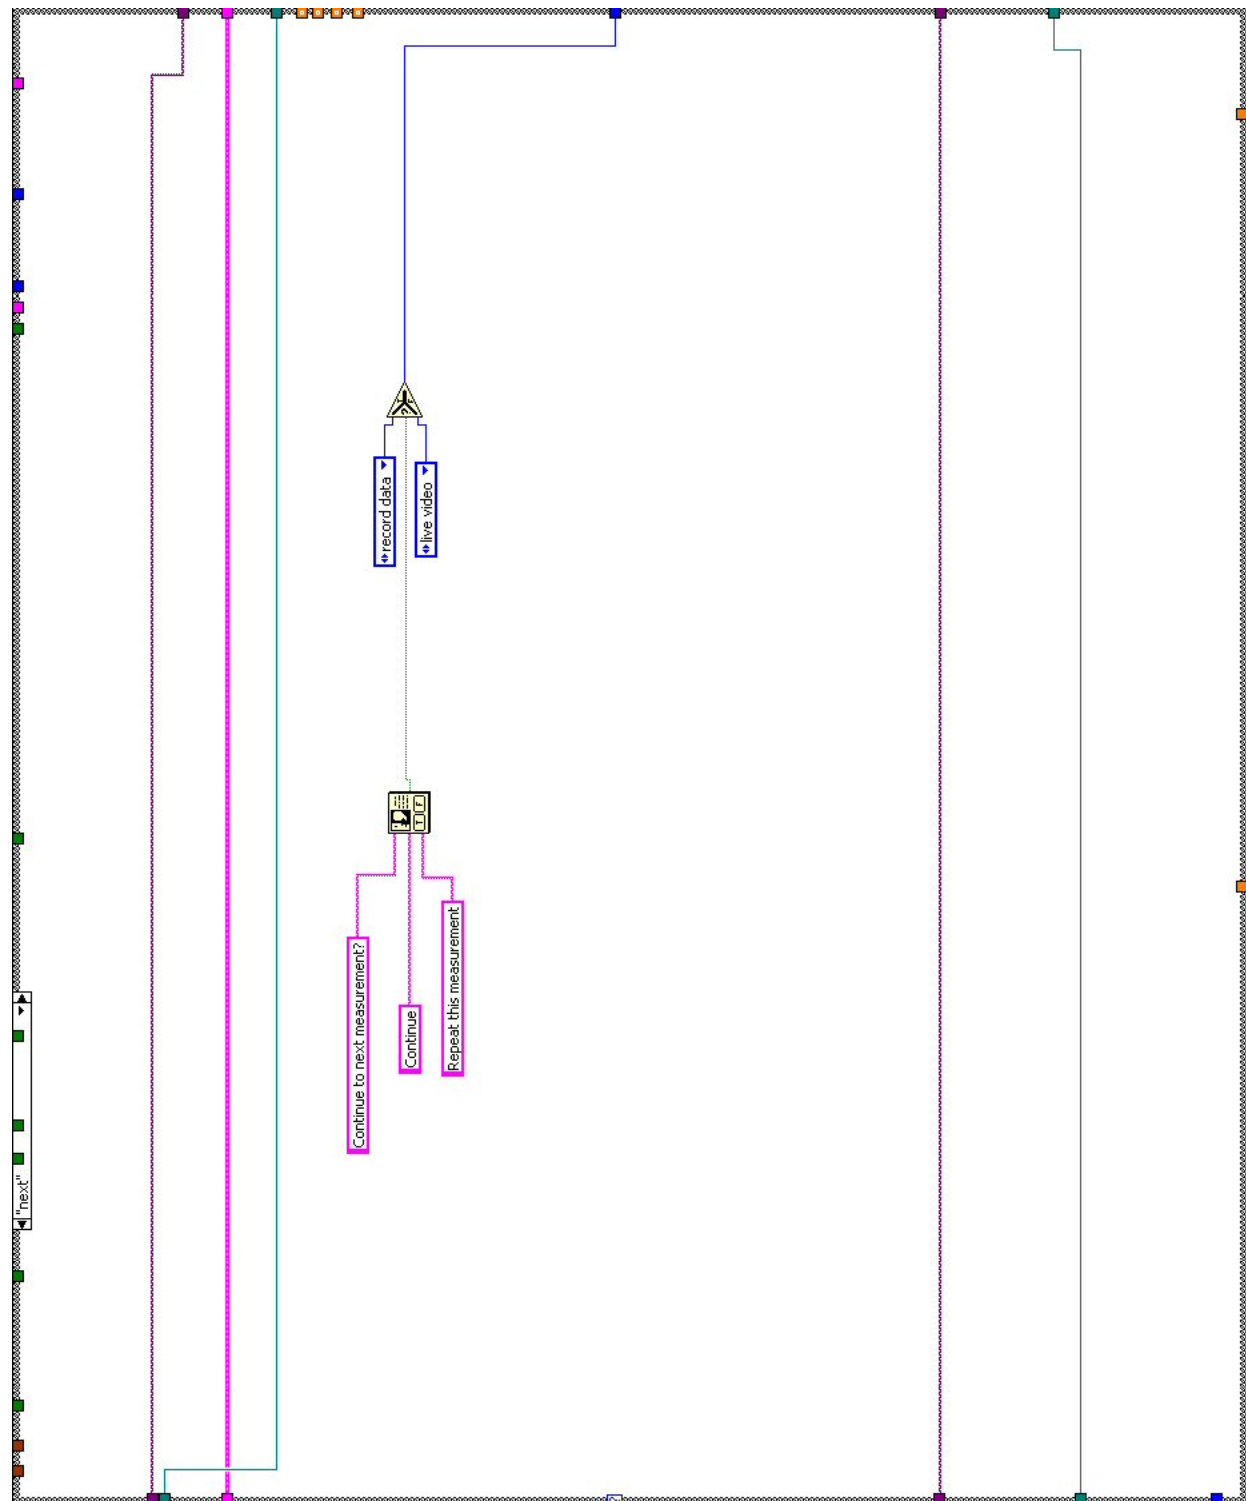 "next"
Continue to next measurement?
Continue
Repeat this measurement
T F
record data
live video
T
?
F